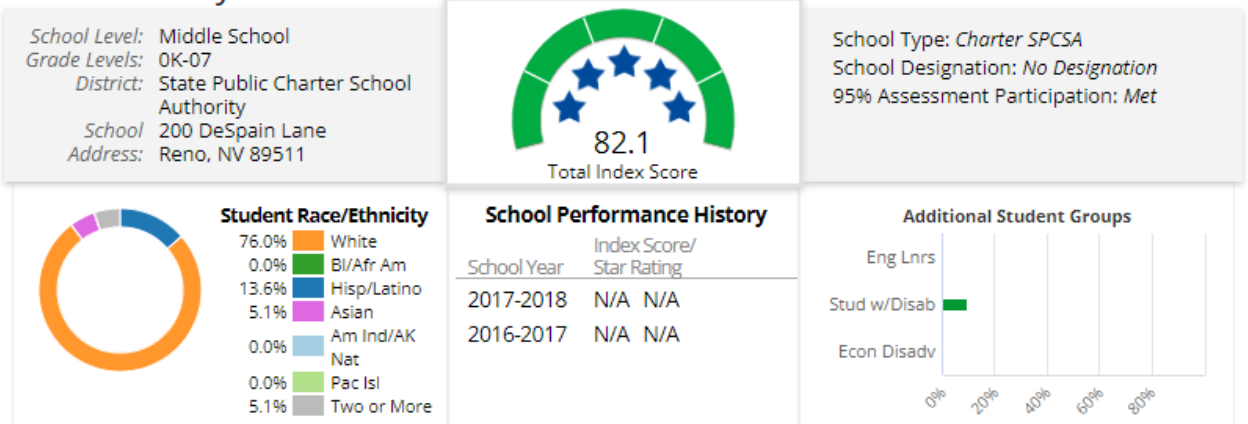 School Level: Middle School
Grade Levels: 0K-07
District: State Public Charter School
Authority
School 200 DeSpain Lane
Address: Reno, NV 89511
82.1
Total Index Score
School Type: Charter SPCSA
School Designation: No Designation
95% Assessment Participation: Met
Student Race/Ethnicity
76.0% White
0.0% Bl/Afr Am
13.6% Hisp/Latino
5.1% Asian
0.0% Am Ind/AK
Nat
0.0% Pac Isl
5.1% Two or More
School Performance History
Index Score/
School Year Star Rating
2017-2018 N/A N/A
2016-2017 N/A N/A
Additional Student Groups
Eng Lnrs
Stud w/Disab
Econ Disadv
0% 20% 40% 60% 80%